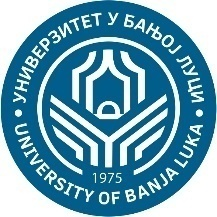 УНИВЕРЗИТЕТ У БАЊОЈ ЛУЦИ
1975
UNIVERSITY OF BANJA LUKA